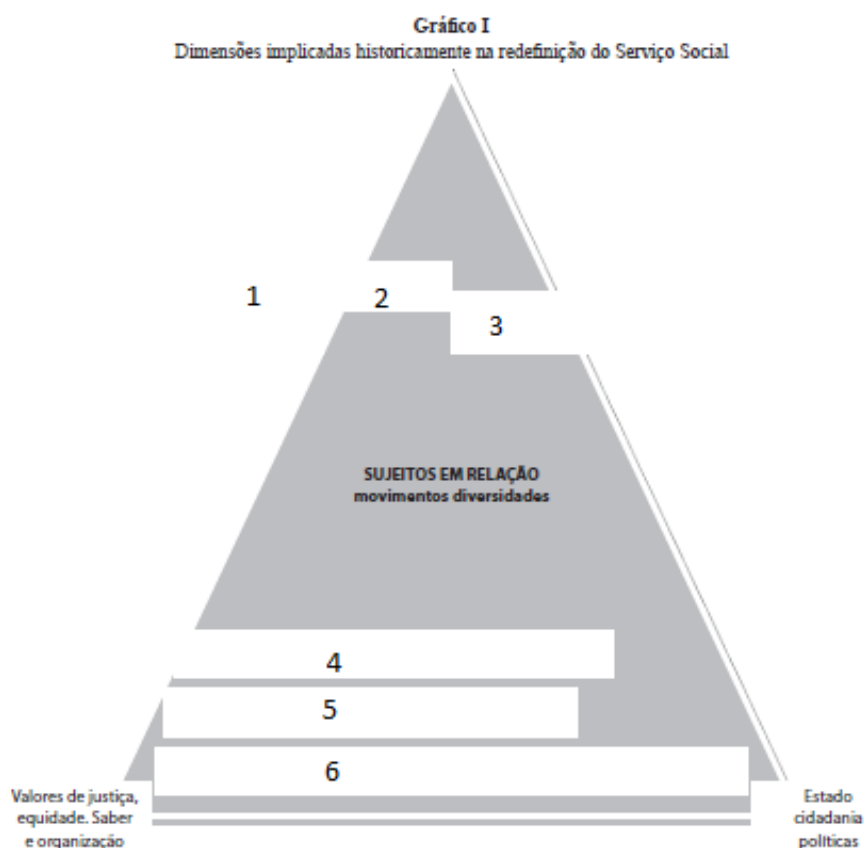 Gráfico I
Dimensões implicadas historicamente na redefinição do Serviço Social
1
2
3
SUJEITOS EM RELAÇÃO
movimentos diversidades
4
5
6
Valores de justiça,
equidade. Saber
e organização
Estado
cidadania
políticas